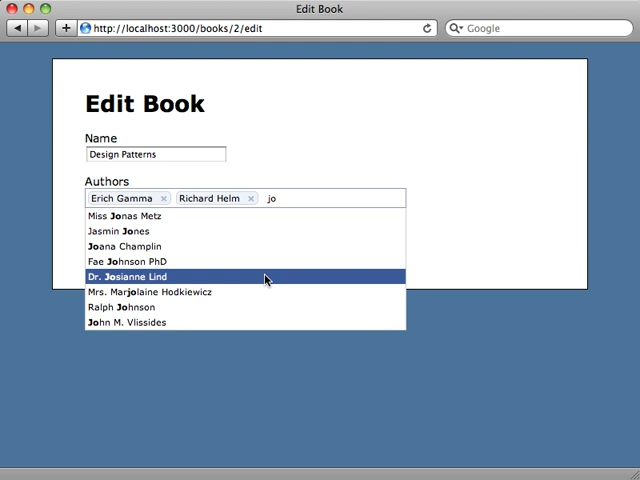 Edit Book
http://localhost:3000/books/2/edit
Google
Edit Book
Name
Design Patterns
Authors
Erich Gamma × Richard Helm × jo
Miss Jonas Metz
Jasmin Jones
Joana Champlin
Fae Johnson PhD
Dr. Josianne Lind
Mrs. Marjolaine Hodkiewicz
Ralph Johnson
John M. Vlissides